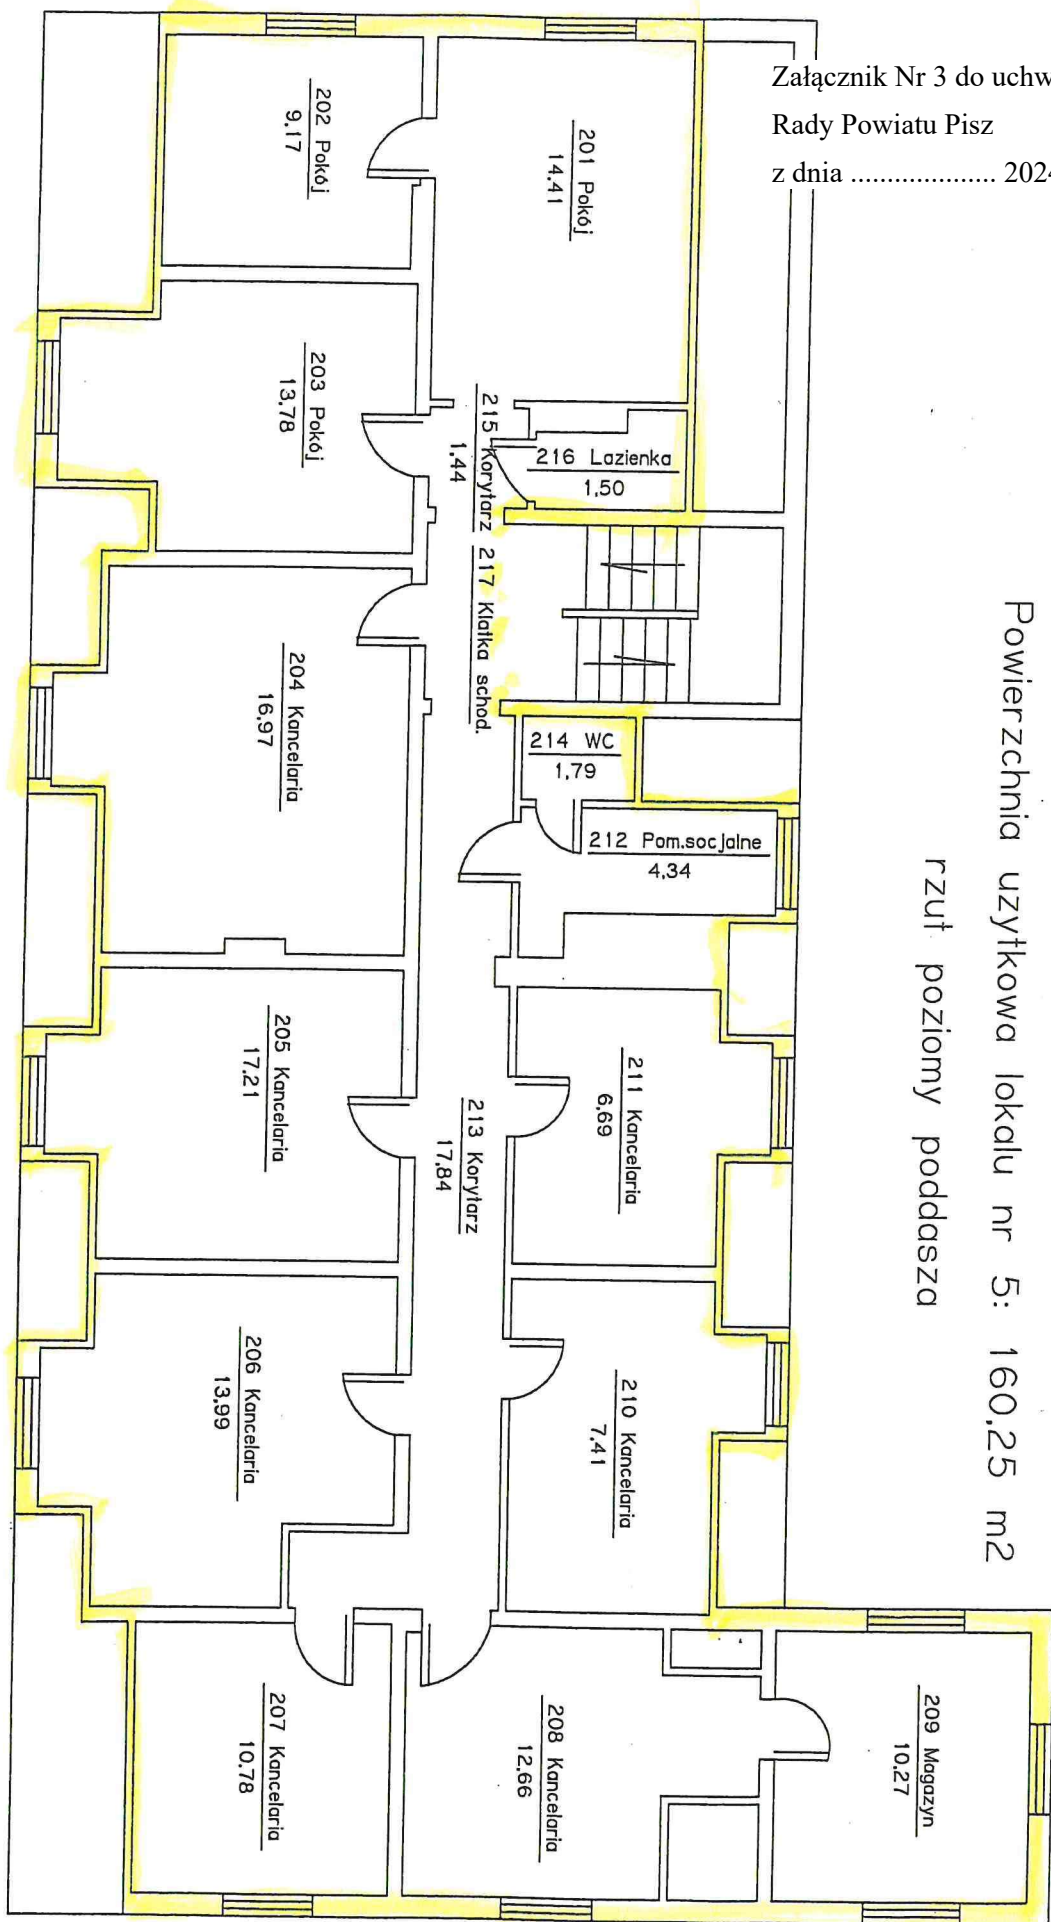 Załącznik Nr 3 do uchw
Rady Powiatu Pisz
z dnia .................... 2024
Powierzchnia uzytkowa lokalu nr 5: 160,25 m2
rzut poziomy poddasza
201 Pokój
14,41
202 Pokój
9,17
203 Pokój
13,78
215 Korytarz
1,44
216 Lazienka
1,50
217 Klatka schod.
204 Kancelaria
16,97
214 WC
1,79
212 Pom.socjalne
4,34
205 Kancelaria
17,21
211 Kancelaria
6,69
213 Korytarz
17,84
206 Kancelaria
13,99
210 Kancelaria
7,41
207 Kancelaria
10,78
208 Kancelaria
12,66
209 Magazyn
10,27